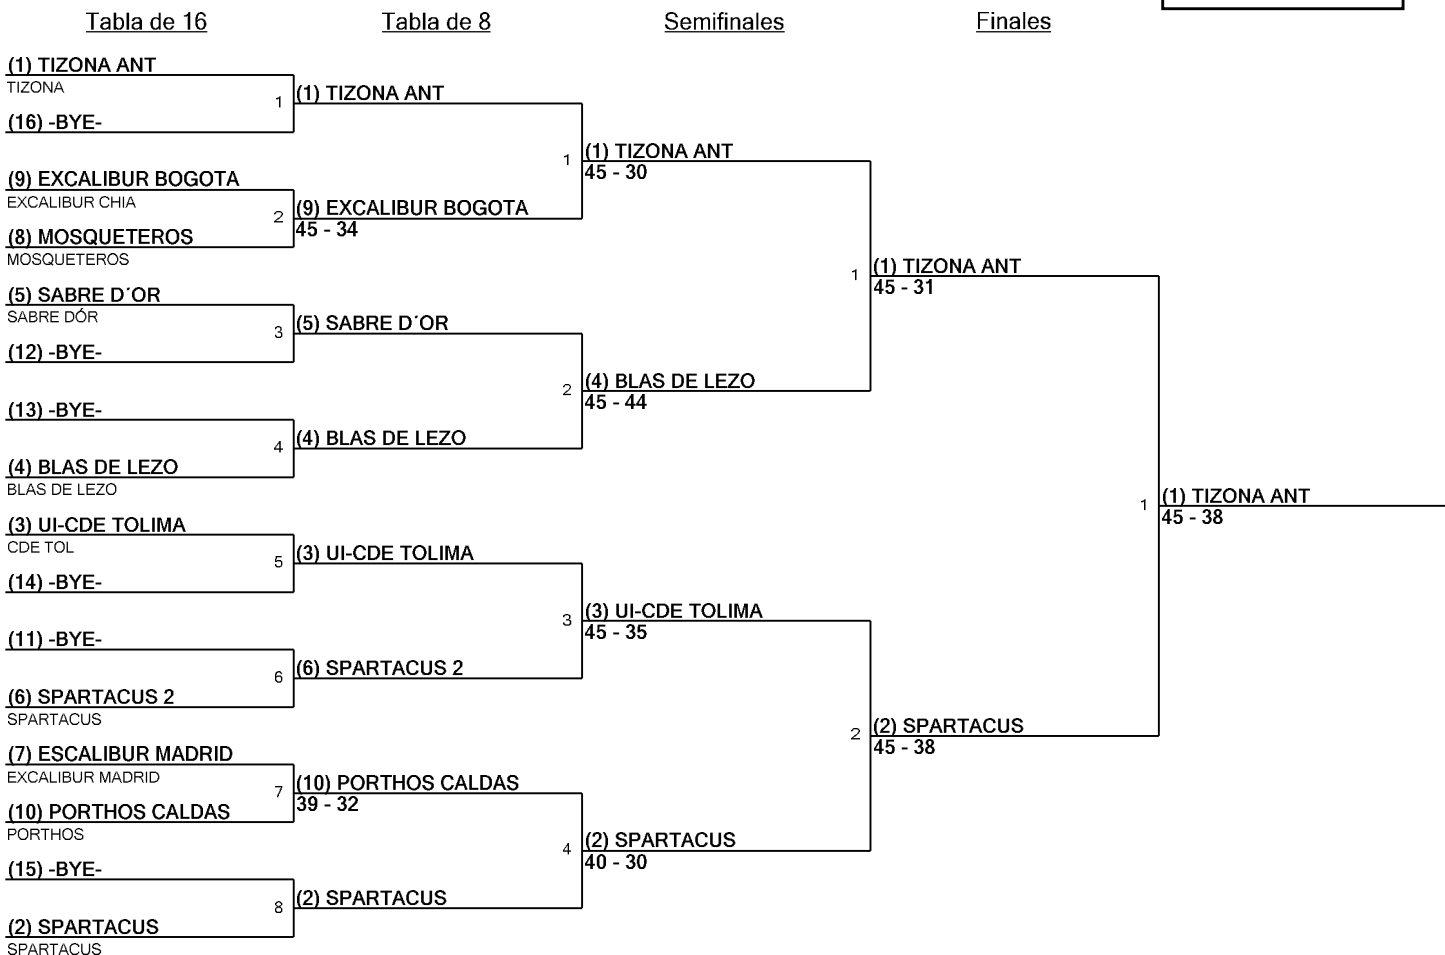 Tabla de 16
Tabla de 8
Semifinales
Finales
(1) TIZONA ANT
TIZONA
(16) -BYE-
(9) EXCALIBUR BOGOTA
EXCALIBUR CHIA
(8) MOSQUETEROS
MOSQUETEROS
(5) SABRE D´OR
SABRE DÓR
(12) -BYE-
(13) -BYE-
(4) BLAS DE LEZO
BLAS DE LEZO
(3) UI-CDE TOLIMA
CDE TOL
(14) -BYE-
(11) -BYE-
(6) SPARTACUS 2
SPARTACUS
(7) ESCALIBUR MADRID
EXCALIBUR MADRID
(10) PORTHOS CALDAS
PORTHOS
(15) -BYE-
(2) SPARTACUS
SPARTACUS
1
(1) TIZONA ANT
2
(9) EXCALIBUR BOGOTA
45 - 34
3
(5) SABRE D´OR
4
(4) BLAS DE LEZO
5
(3) UI-CDE TOLIMA
6
(6) SPARTACUS 2
7
(10) PORTHOS CALDAS
39 - 32
8
(2) SPARTACUS
1
(1) TIZONA ANT
45 - 30
2
(4) BLAS DE LEZO
45 - 44
3
(3) UI-CDE TOLIMA
45 - 35
4
(2) SPARTACUS
40 - 30
1
(1) TIZONA ANT
45 - 31
2
(2) SPARTACUS
45 - 38
1
(1) TIZONA ANT
45 - 38